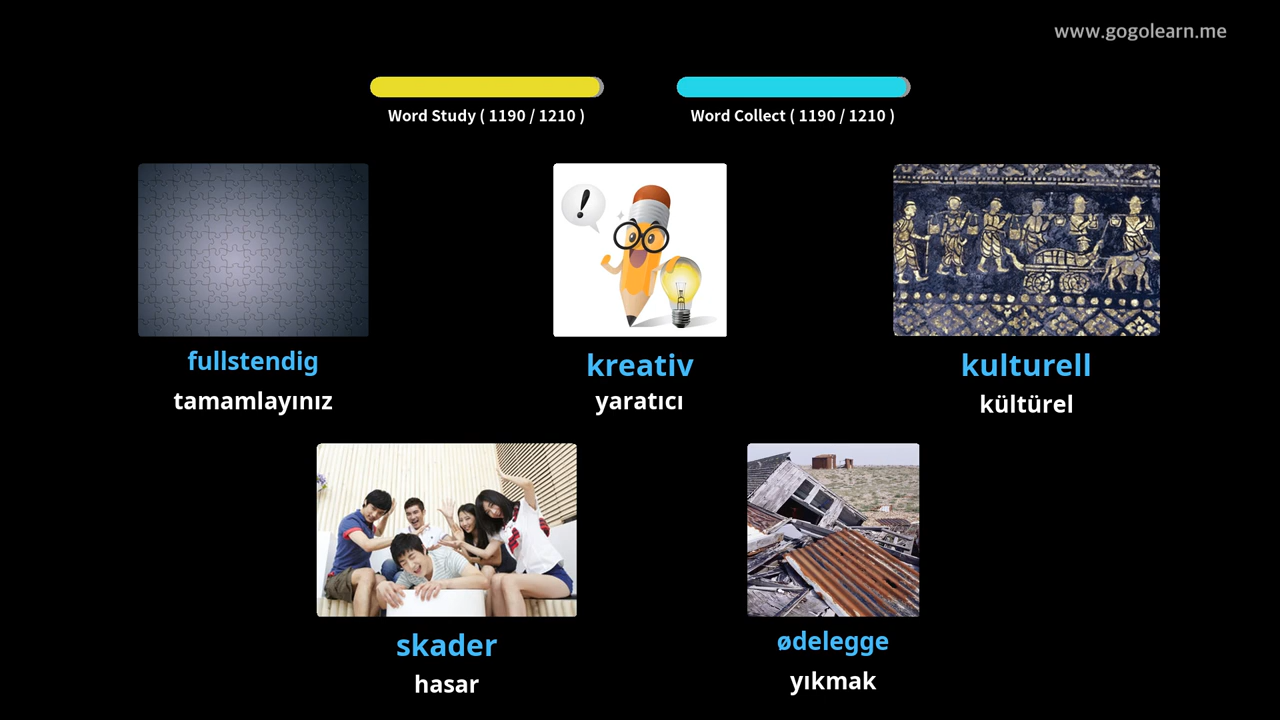 www.gogolearn.me
Word Study ( 1190 / 1210 )
Word Collect ( 1190 / 1210 )
fullstendig
tamamlayınız
kreativ
yaratıcı
kulturell
kültürel
skader
hasar
ødelegge
yıkmak